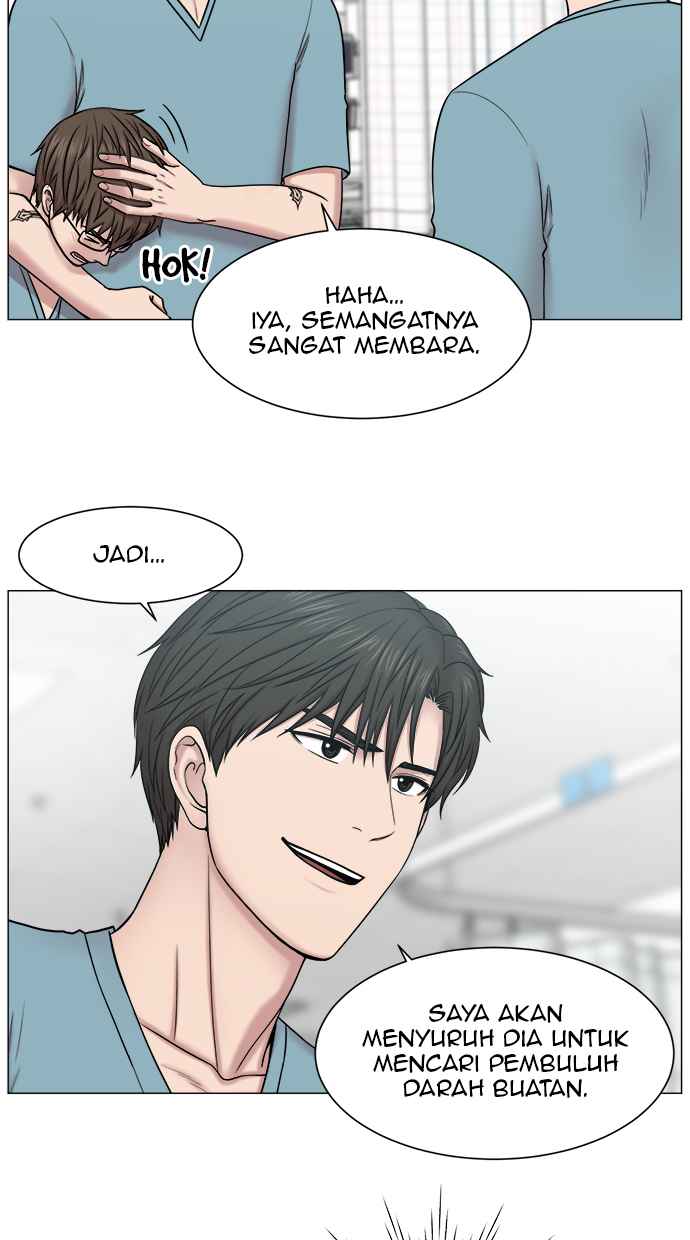 HOK!
HAHA...
IYA, SEMANGATNYA
SANGAT MEMBARA.
JADI...
SAYA AKAN
MENYURUH DIA UNTUK
MENCARI PEMBULUH
DARAH BUATAN.